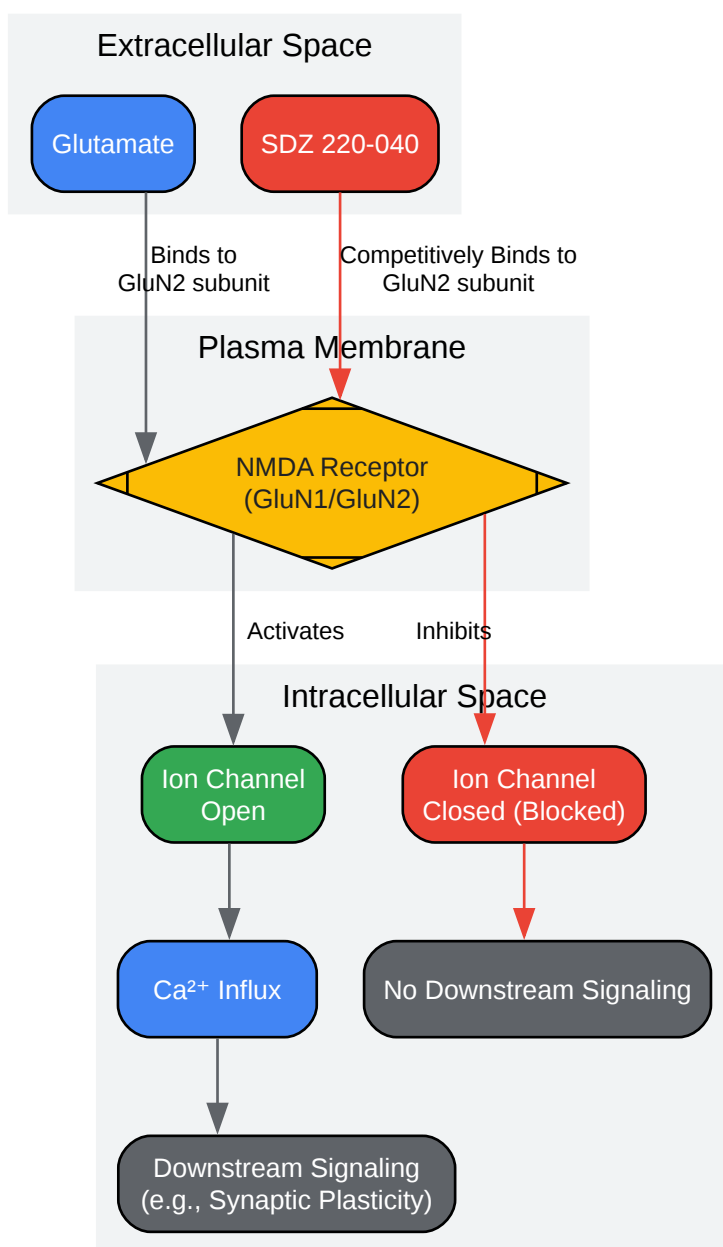 Extracellular Space
Glutamate
SDZ 220-040
Binds to
GluN2 subunit
Competitively Binds to
GluN2 subunit
Plasma Membrane
NMDA Receptor
(GluN1/GluN2)
Activates
Inhibits
Intracellular Space
Ion Channel
Open
Ion Channel
Closed (Blocked)
Ca²⁺ Influx
No Downstream Signaling
Downstream Signaling
(e.g., Synaptic Plasticity)